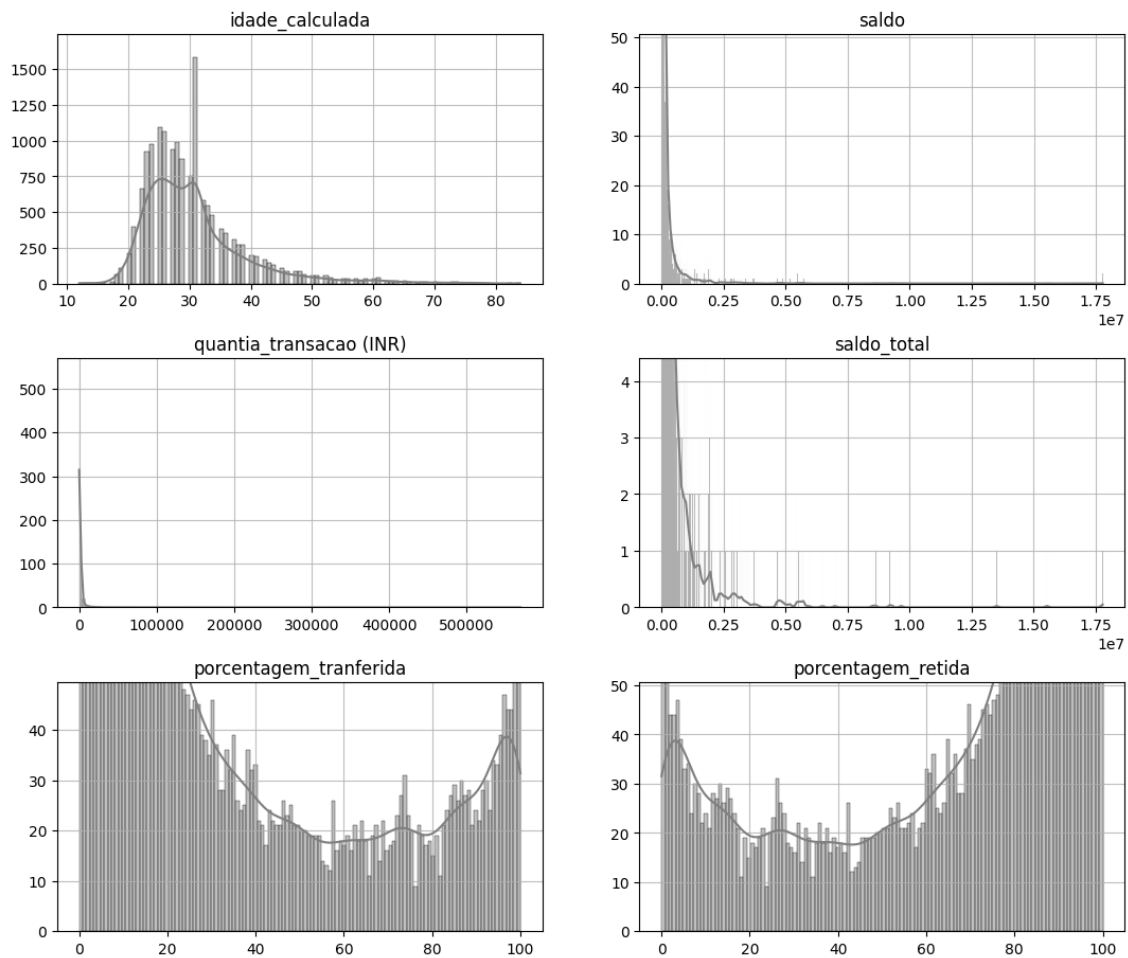 idade_calculada
1500
1250
1000
750
500
250
0
10 20 30 40 50 60 70 80
saldo
50
40
30
20
10
0
0.00 0.25 0.50 0.75 1.00 1.25 1.50 1.75
1e7
quantia_transacao (INR)
500
400
300
200
100
0
0 100000 200000 300000 400000 500000
saldo_total
4
3
2
1
0
0.00 0.25 0.50 0.75 1.00 1.25 1.50 1.75
1e7
porcentagem_tranferida
40
30
20
10
0
0 20 40 60 80 100
porcentagem_retida
50
40
30
20
10
0
0 20 40 60 80 100